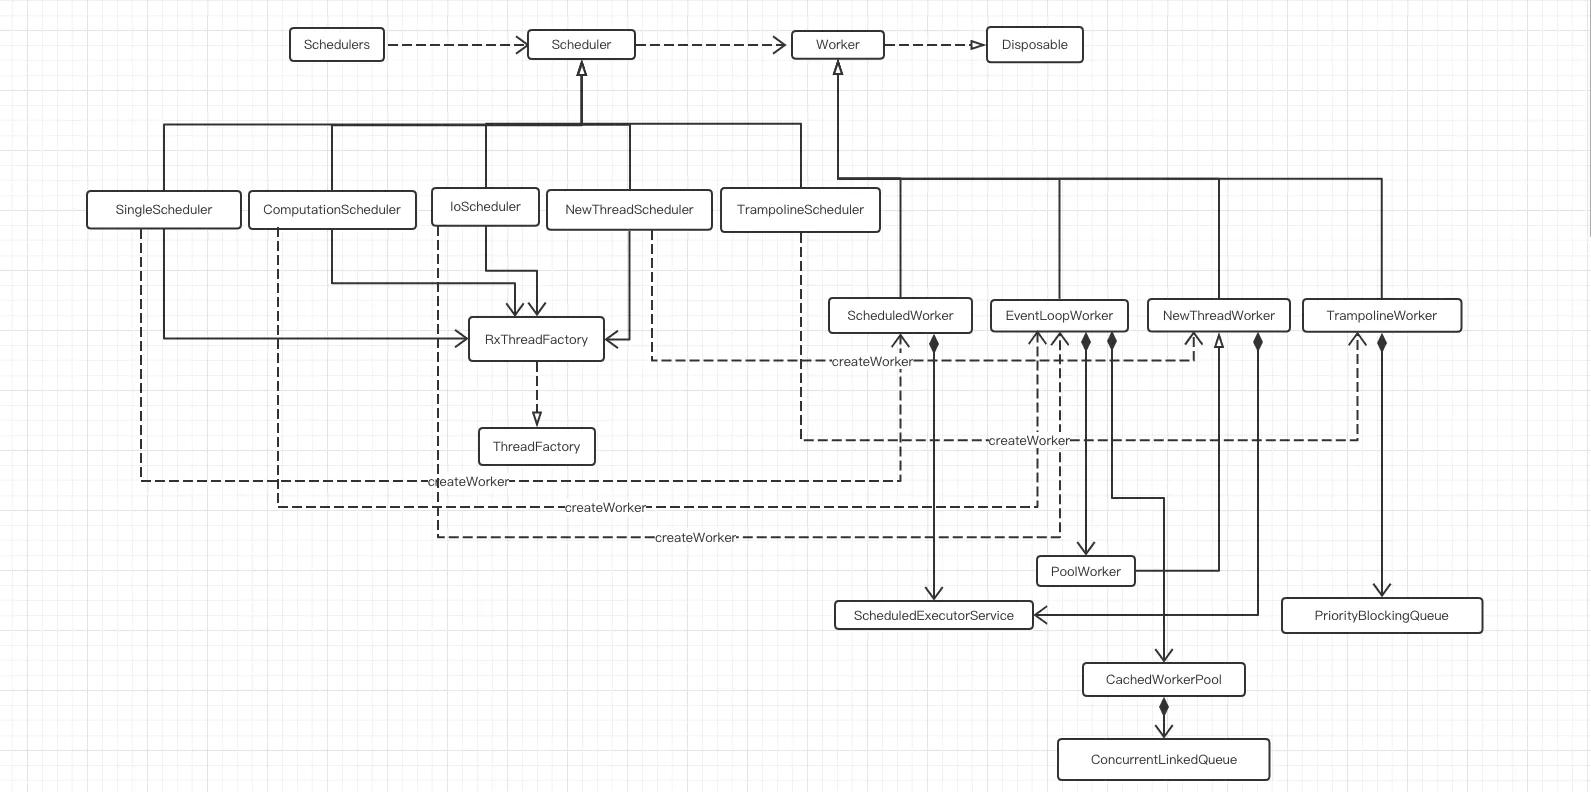 Schedulers
Scheduler
Worker
Disposable
SingleScheduler
ComputationScheduler
IoScheduler
NewThreadScheduler
TrampolineScheduler
ScheduledWorker
EventLoopWorker
NewThreadWorker
TrampolineWorker
RxThreadFactory
createWorker
createWorker
ThreadFactory
createWorker
createWorker
createWorker
PoolWorker
ScheduledExecutorService
PriorityBlockingQueue
CachedWorkerPool
ConcurrentLinkedQueue